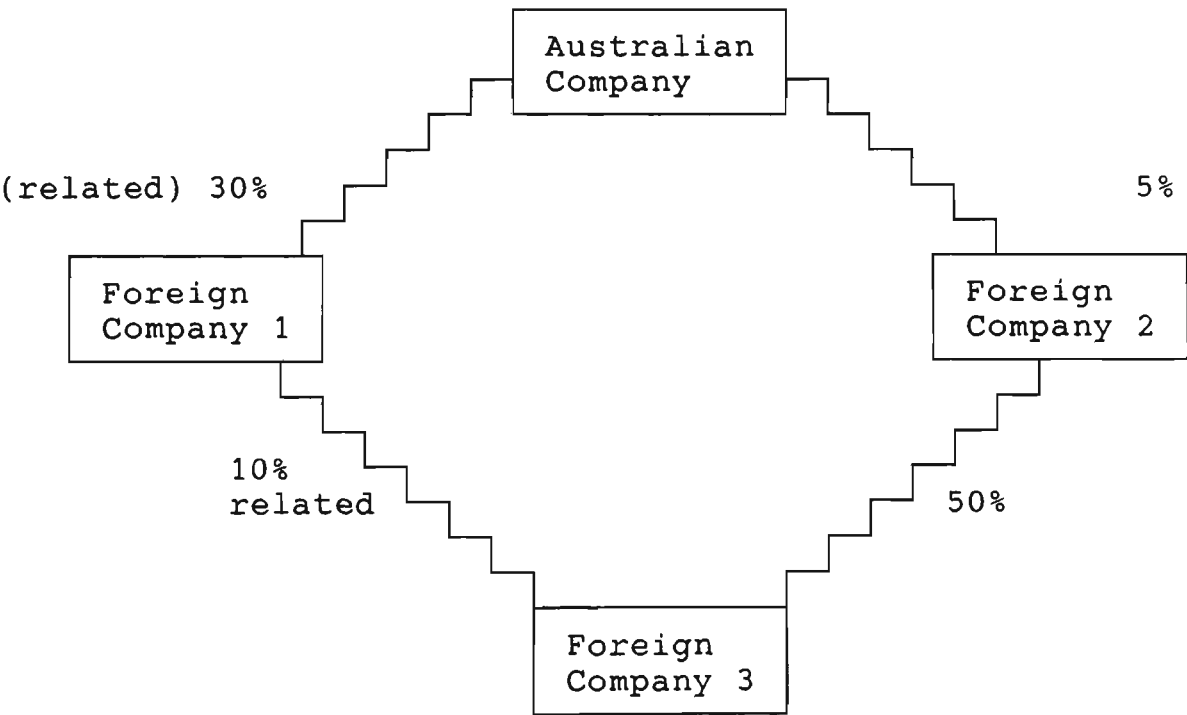 Australian
Company
(related) 30%
5%
Foreign
Company 1
Foreign
Company 2
10%
related
50%
Foreign
Company 3